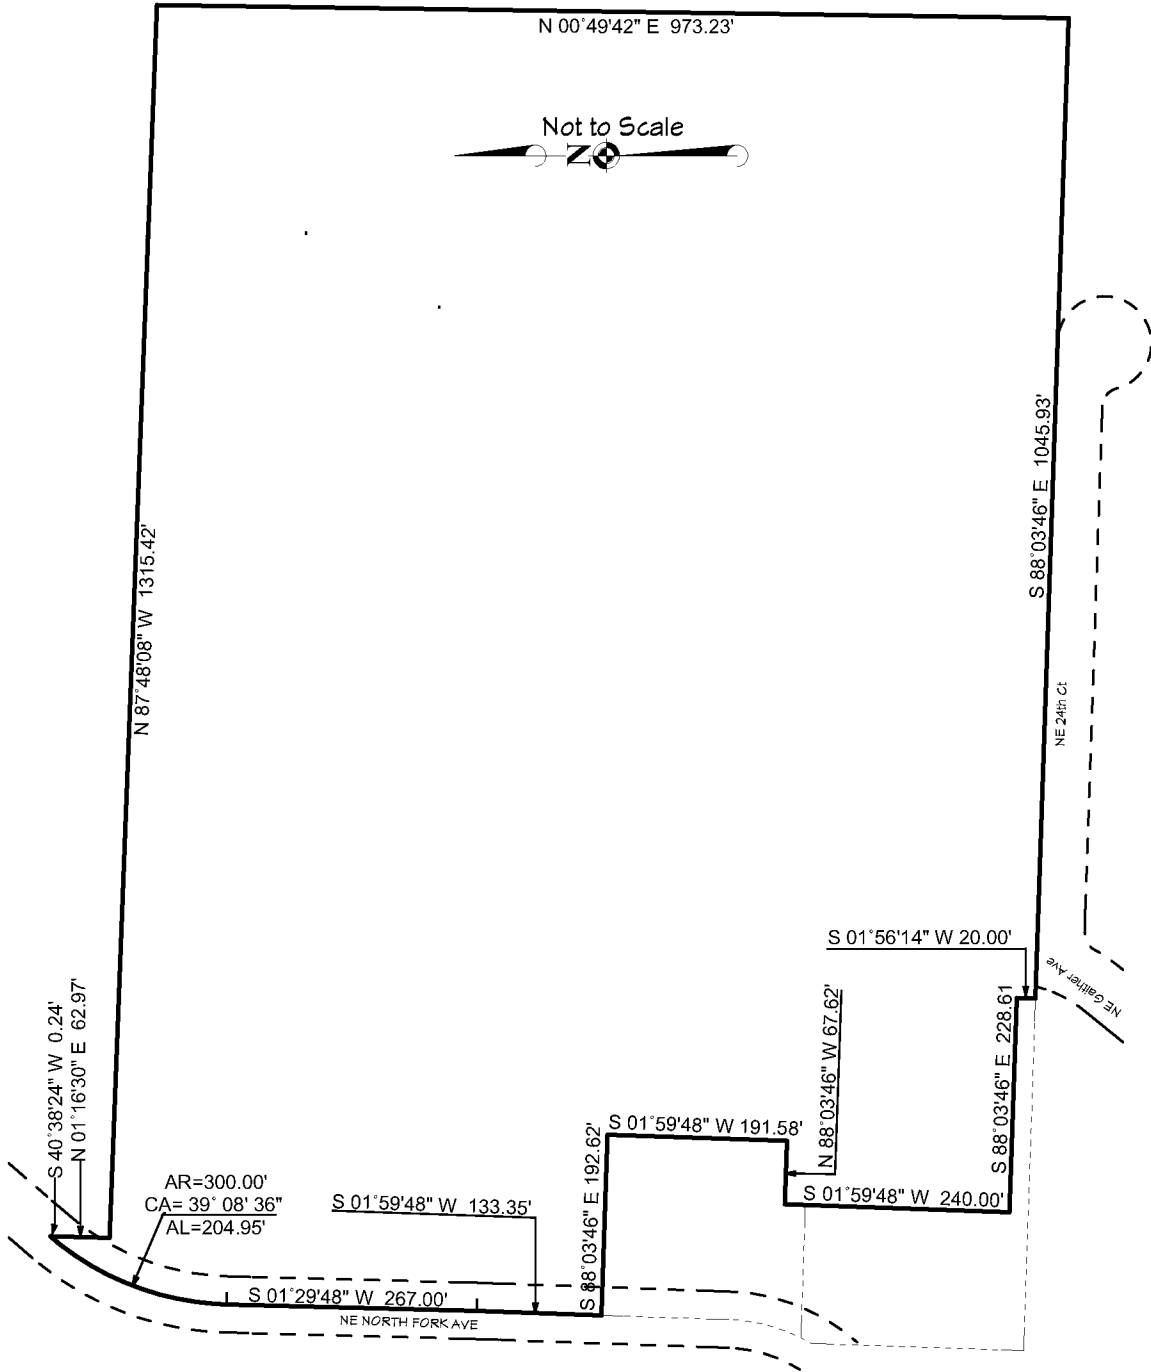 N 00°49'42" E 973.23'
Not to Scale
N
N 87°48'08" W 1315.42'
S 88°03'46" E 1045.93'
NE 24th Ct
S 01°56'14" W 20.00'
NE Gaither Ave
S 40°38'24" W 0.24'
N 01°16'30" E 62.97'
N 88°03'46" W 67.62'
S 88°03'46" E 228.61
S 01°59'48" W 191.58'
S 88°03'46" E 192.62'
AR=300.00'
CA= 39° 08' 36"
AL=204.95'
S 01°59'48" W 133.35'
S 01°59'48" W 240.00'
S 01°29'48" W 267.00'
NE NORTH FORK AVE